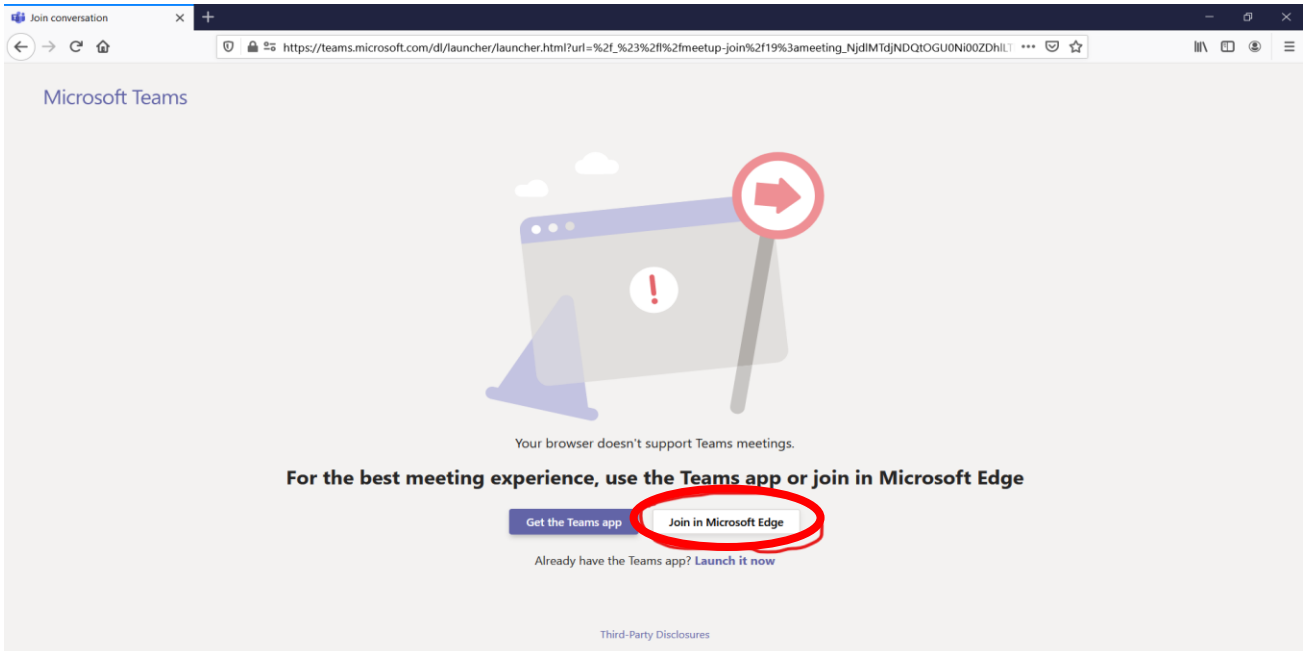 Join conversation
https://teams.microsoft.com/dl/launcher/launcher.html?url=%2f_%23%2fl%2fmeetup-join%2f19%3ameeting_NjdlMTdjNDQtOGU0Ni00ZDhlLT
Microsoft Teams
Your browser doesn't support Teams meetings.
For the best meeting experience, use the Teams app or join in Microsoft Edge
Get the Teams app Join in Microsoft Edge
Already have the Teams app? Launch it now
Third-Party Disclosures